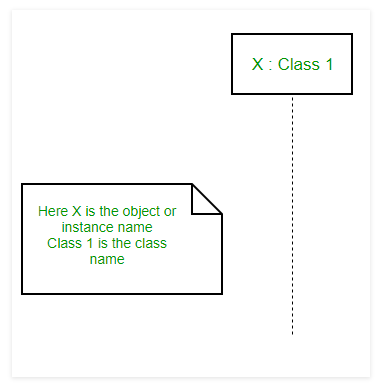 X : Class 1
Here X is the object or
instance name
Class 1 is the class
name